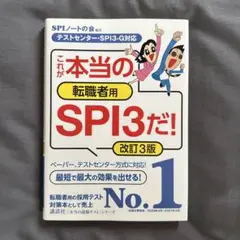 SPIノートの会
テストセンター・SPI3-G対応
これが
本当の
転職者用
SPI3だ!
改訂3版
ペーパー、テストセンター方式に対応!
最短で最大の効果を出せる!
転職者用の採用テスト
対策本として売上
No.1
講談社